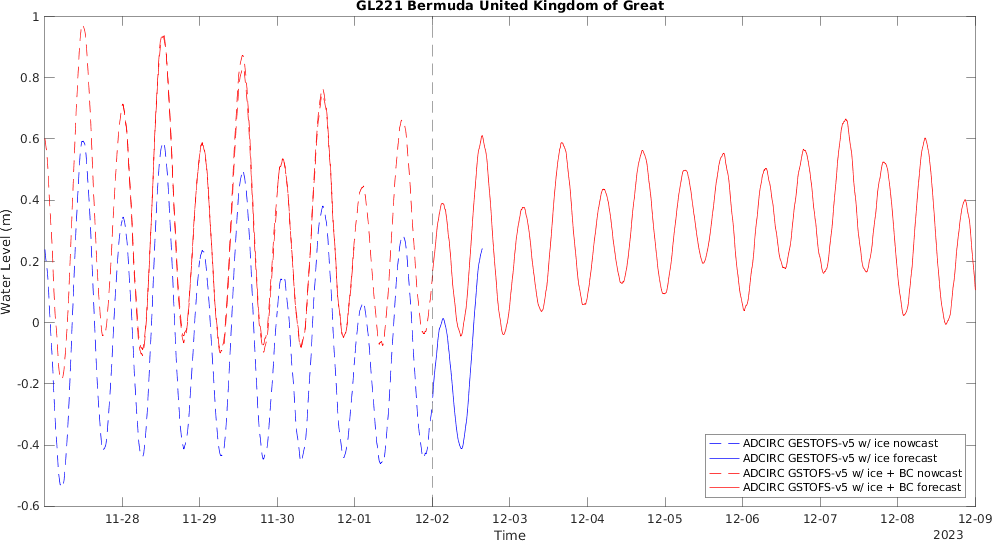 GL221 Bermuda United Kingdom of Great
1
0.8
0.6
0.4
0.2
0
-0.2
-0.4
-0.6
Water Level (m)
ADCIRC GESTOFS-v5 w/ ice nowcast
ADCIRC GESTOFS-v5 w/ ice forecast
ADCIRC GSTOFS-v5 w/ ice + BC nowcast
ADCIRC GSTOFS-v5 w/ ice + BC forecast
11-28 11-29 11-30 12-01 12-02 12-03 12-04 12-05 12-06 12-07 12-08 12-09
Time
2023